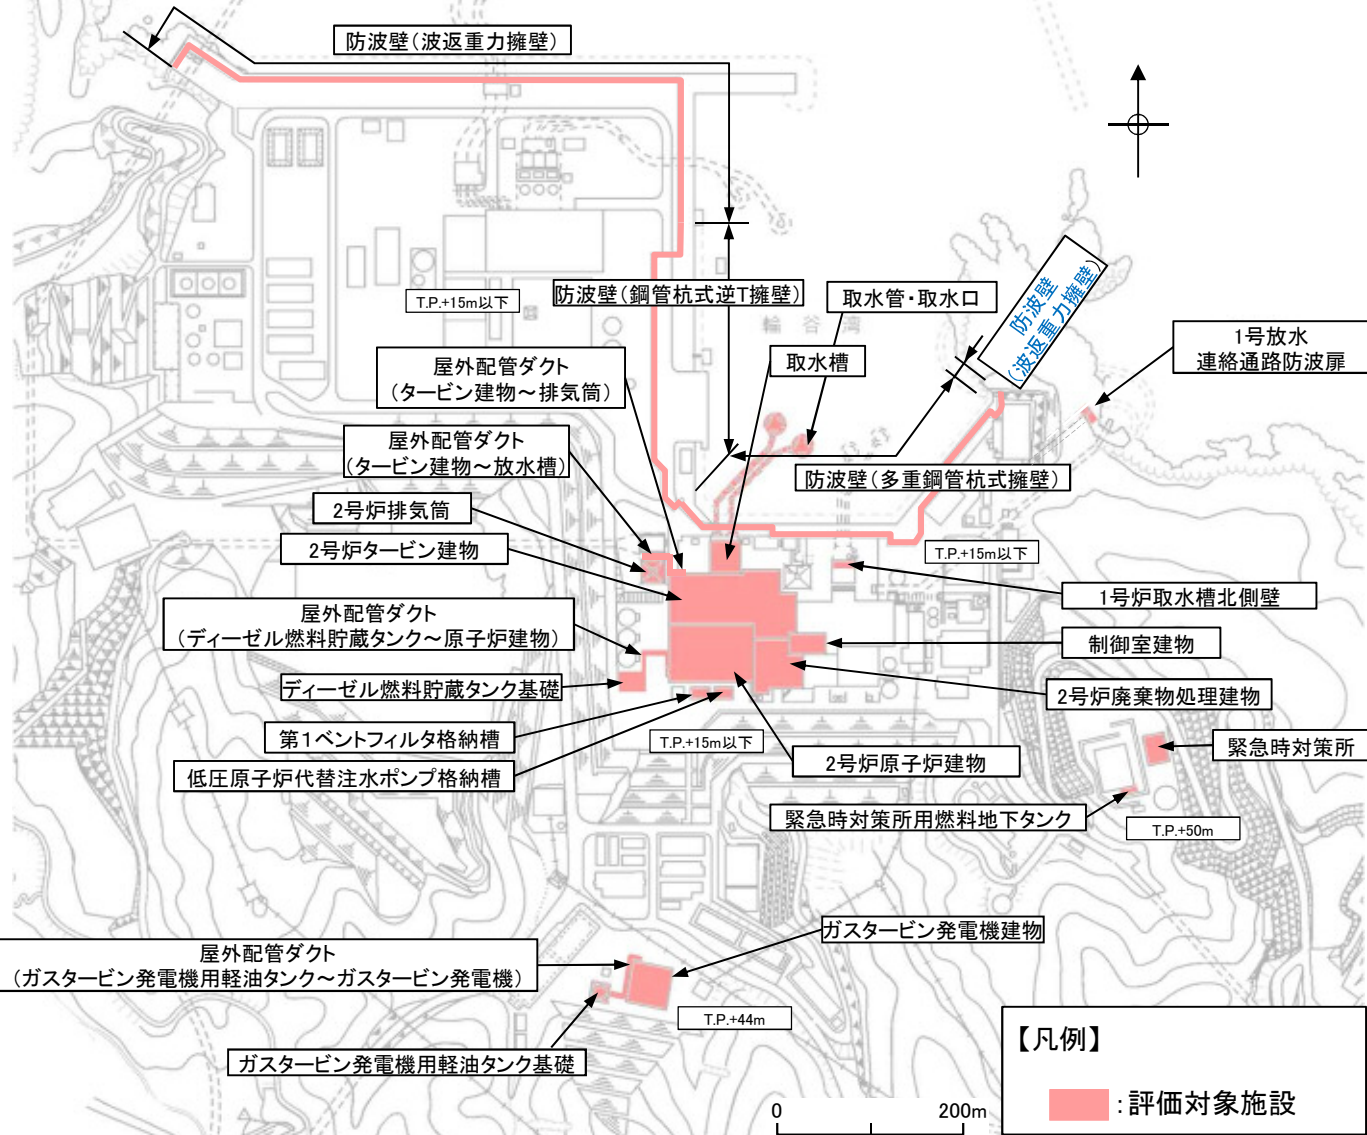 防波壁(波返重力擁壁)
防波壁(鋼管杭式逆T擁壁)
T.P.+15m以下
取水管・取水口
輪谷湾
防波壁
(波返重力擁壁)
1号放水
連絡通路防波扉
屋外配管ダクト
(タービン建物～排気筒)
取水槽
屋外配管ダクト
(タービン建物～放水槽)
防波壁(多重鋼管杭式擁壁)
2号炉排気筒
2号炉タービン建物
T.P.+15m以下
1号炉取水槽北側壁
屋外配管ダクト
(ディーゼル燃料貯蔵タンク～原子炉建物)
制御室建物
ディーゼル燃料貯蔵タンク基礎
2号炉廃棄物処理建物
第1ベントフィルタ格納槽
T.P.+15m以下
2号炉原子炉建物
緊急時対策所
低圧原子炉代替注水ポンプ格納槽
緊急時対策所用燃料地下タンク
T.P.+50m
ガスタービン発電機建物
屋外配管ダクト
(ガスタービン発電機用軽油タンク～ガスタービン発電機)
T.P.+44m
ガスタービン発電機用軽油タンク基礎
【凡例】
:評価対象施設
0 200m